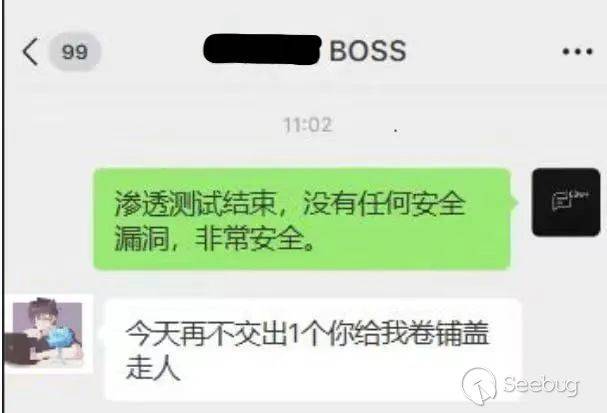 99
BOSS
11:02
渗透测试结束，没有任何安全
漏洞，非常安全。
今天再不交出1个你给我卷铺盖
走人
Seebug